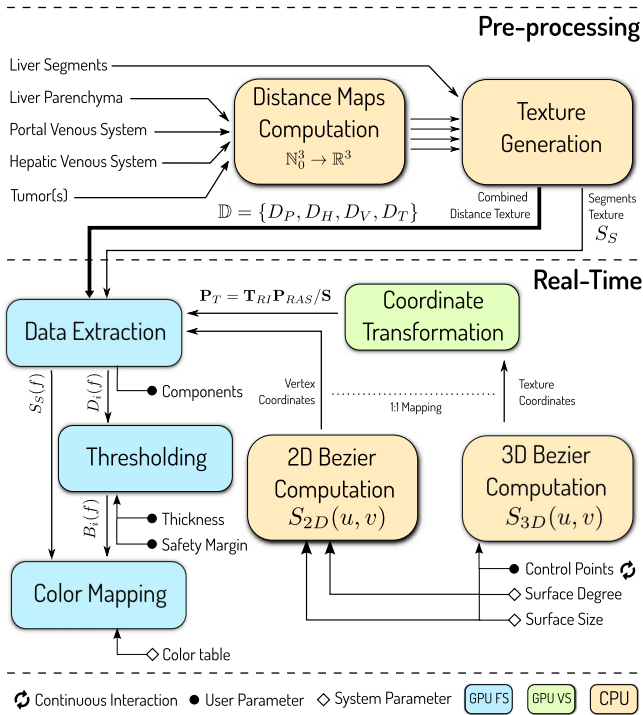 Pre-processing
Liver Segments
Liver Parenchyma
Portal Venous System
Hepatic Venous System
Tumor(s)
Distance Maps
Computation
ℕ₀³ → ℝ³
Texture
Generation
𝔻 = {D_P, D_H, D_V, D_T}
Combined
Distance Texture
Segments
Texture
S_S
Real-Time
Data Extraction
P_T = T_RI P_RAS/S
Coordinate
Transformation
S_S(f)
D_i(f)
Components
Vertex
Coordinates
1:1 Mapping
Texture
Coordinates
Thresholding
2D Bezier
Computation
S_2D(u, v)
3D Bezier
Computation
S_3D(u, v)
B_i(f)
Thickness
Safety Margin
Color Mapping
Color table
Control Points
Surface Degree
Surface Size
Continuous Interaction
User Parameter
System Parameter
GPU FS
GPU VS
CPU